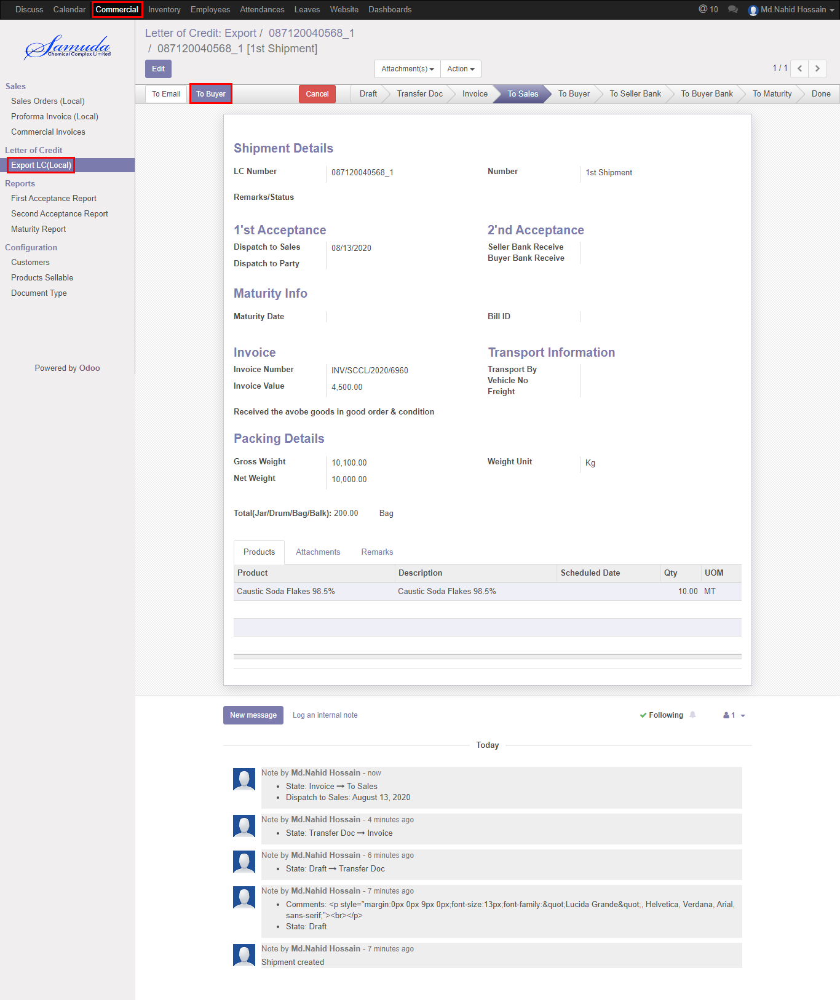 Discuss Calendar Commercial Inventory Employees Attendances Leaves Website Dashboards @ 10 Md.Nahid Hossain
Samuda
Chemical Complex Limited
Letter of Credit: Export / 087120040568_1
/ 087120040568_1 [1st Shipment]
Edit Attachment(s) Action 1 / 1
To Email To Buyer Cancel Draft Transfer Doc Invoice To Sales To Buyer To Seller Bank To Buyer Bank To Maturity Done
Sales
Sales Orders (Local)
Proforma Invoice (Local)
Commercial Invoices
Letter of Credit
Export LC(Local)
Reports
First Acceptance Report
Second Acceptance Report
Maturity Report
Configuration
Customers
Products Sellable
Document Type
Powered by Odoo
Shipment Details
LC Number 087120040568_1 Number 1st Shipment
Remarks/Status
1'st Acceptance 2'nd Acceptance
Dispatch to Sales 08/13/2020 Seller Bank Receive
Dispatch to Party Buyer Bank Receive
Maturity Info
Maturity Date Bill ID
Invoice Transport Information
Invoice Number INV/SCCL/2020/6960 Transport By
Vehicle No
Invoice Value 4,500.00 Freight
Received the avobe goods in good order & condition
Packing Details
Gross Weight 10,100.00 Weight Unit Kg
Net Weight 10,000.00
Total(Jar/Drum/Bag/Balk): 200.00 Bag
Products Attachments Remarks
Product Description Scheduled Date Qty UOM
Caustic Soda Flakes 98.5% Caustic Soda Flakes 98.5% 10.00 MT
New message Log an internal note Following 1
Today
Note by Md.Nahid Hossain - now
• State: Invoice → To Sales
• Dispatch to Sales: August 13, 2020
Note by Md.Nahid Hossain - 4 minutes ago
• State: Transfer Doc → Invoice
Note by Md.Nahid Hossain - 6 minutes ago
• State: Draft → Transfer Doc
Note by Md.Nahid Hossain - 7 minutes ago
• Comments: <p style="margin:0px 0px 9px 0px;font-size:13px;font-family:&quot;Lucida Grande&quot;, Helvetica, Verdana, Arial,
sans-serif;"><br></p>
• State: Draft
Note by Md.Nahid Hossain - 7 minutes ago
Shipment created